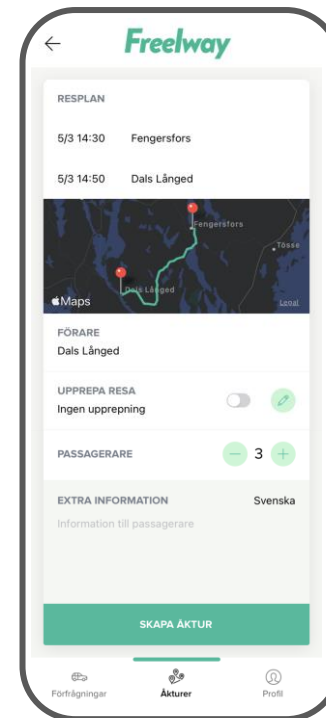 Freelway
RESPLAN
5/3 14:30 Fengersfors
5/3 14:50 Dals Långed
Fengersfors
Tösse
Dals Långed
Maps
Legal
FÖRARE
Dals Långed
UPPREPA RESA
Ingen upprepning
PASSAGERARE
3
EXTRA INFORMATION Svenska
Information till passagerare
SKAPA ÅKTUR
Förfrågningar Åkturer Profil